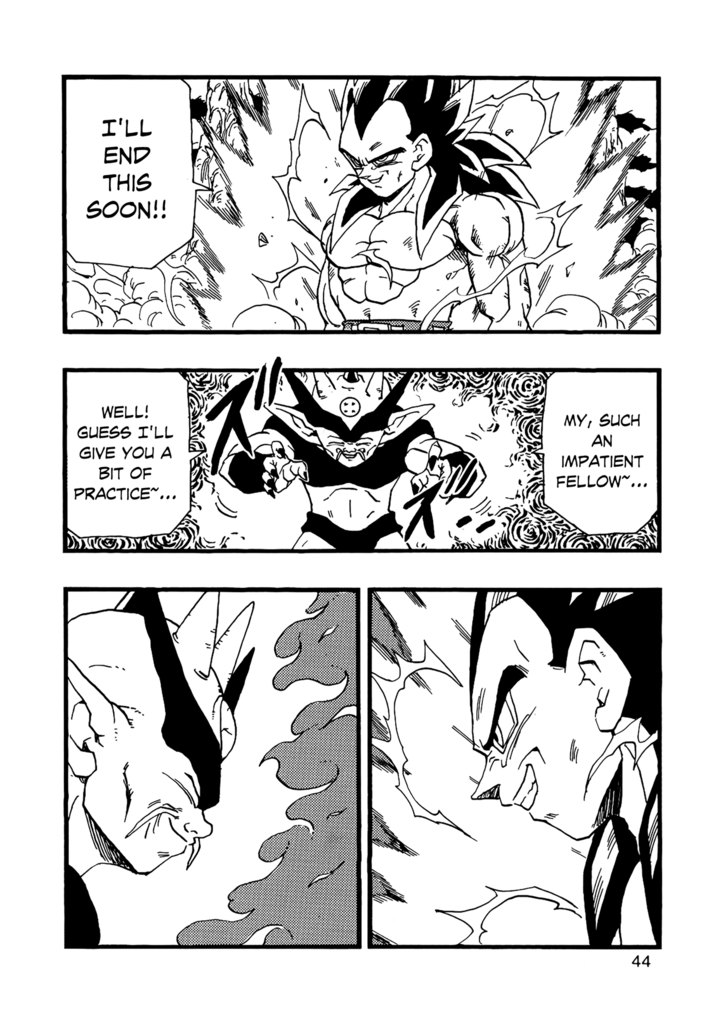 I'LL
END
THIS
SOON!!
MY, SUCH
AN
IMPATIENT
FELLOW~...
WELL!
GUESS I'LL
GIVE YOU A
BIT OF
PRACTICE~...
44